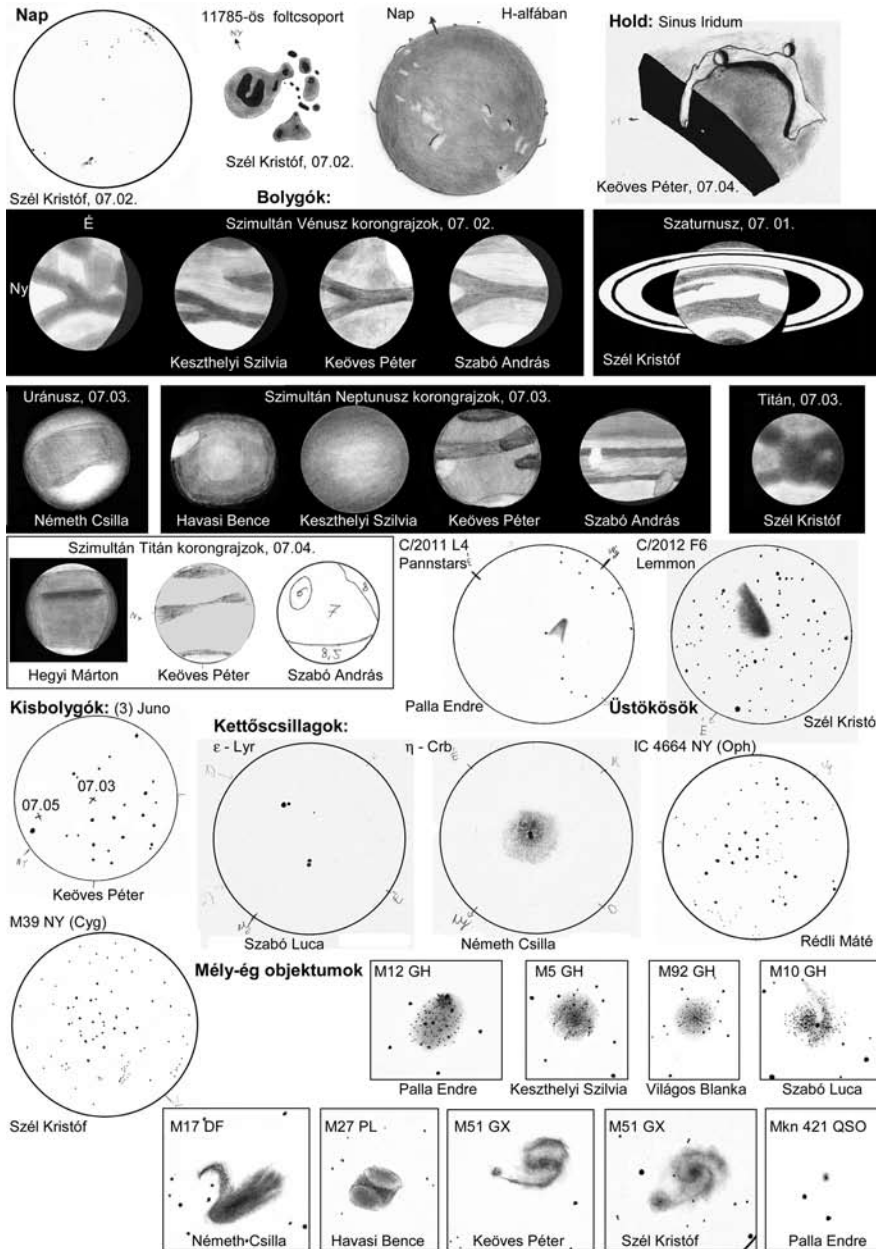 Nap
11785-ös foltcsoport
Nap H-alfában
Hold: Sinus Iridum
NY
Szél Kristóf, 07.02.
Szél Kristóf, 07.02.
Keöves Péter, 07.04.
Bolygók:
É
Szimultán Vénusz korongrajzok, 07. 02.
Szaturnusz, 07. 01.
Ny
Keszthelyi Szilvia
Keöves Péter
Szabó András
Szél Kristóf
Uránusz, 07.03.
Szimultán Neptunusz korongrajzok, 07.03.
Titán, 07.03.
Németh Csilla
Havasi Bence
Keszthelyi Szilvia
Keöves Péter
Szabó András
Szél Kristóf
Szimultán Titán korongrajzok, 07.04.
C/2011 L4
Pannstars
C/2012 F6
Lemmon
6
8
7
8,5
Hegyi Márton
Keöves Péter
Szabó András
Palla Endre
Üstökösök
É
Szél Kristó
Kisbolygók: (3) Juno
Kettőscsillagok:
ε - Lyr
η - Crb
IC 4664 NY (Oph)
07.03
07.05
Ny
Keöves Péter
Szabó Luca
Ny
Németh Csilla
Rédli Máté
M39 NY (Cyg)
Mély-ég objektumok
M12 GH
M5 GH
M92 GH
M10 GH
Palla Endre
Keszthelyi Szilvia
Világos Blanka
Szabó Luca
Szél Kristóf
M17 DF
M27 PL
M51 GX
M51 GX
Mkn 421 QSO
Németh Csilla
Havasi Bence
Keöves Péter
Szél Kristóf
Palla Endre